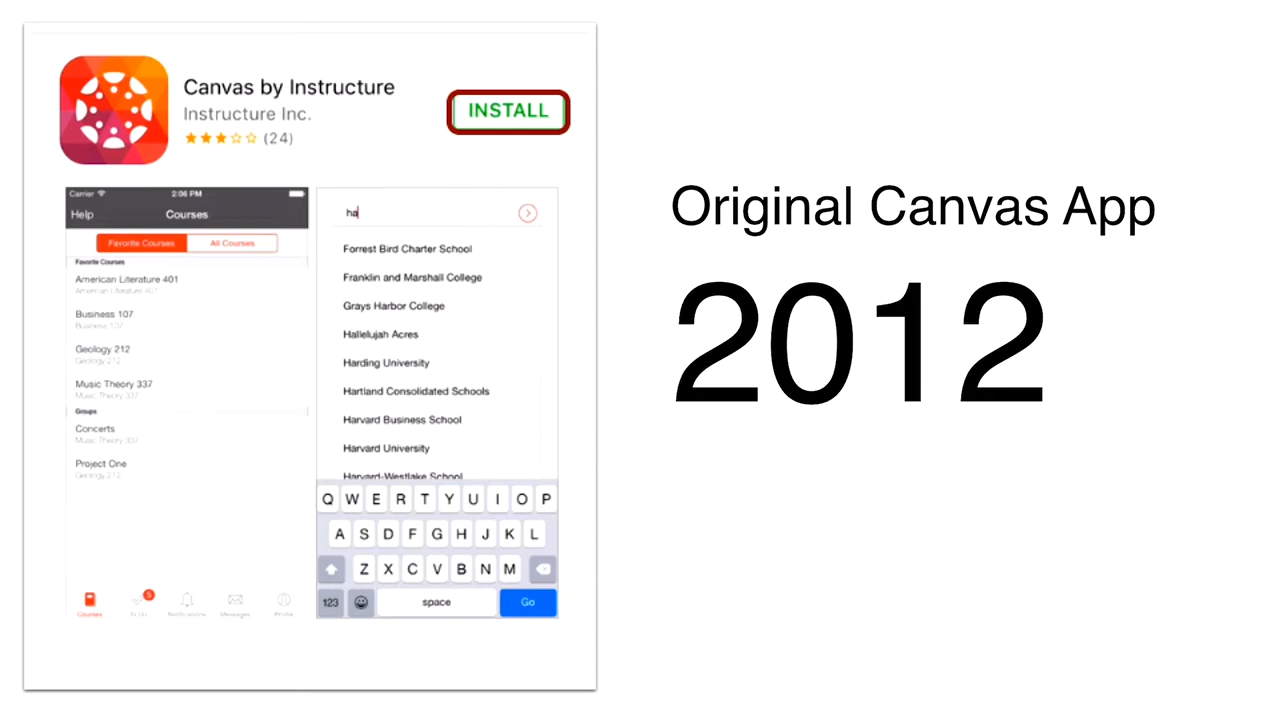 Canvas by Instructure
Instructure Inc.
(24)
INSTALL
Carrier 2:06 PM
Help Courses
Favorite Courses All Courses
Favorite Courses
American Literature 401
American Literature 401
Business 107
Business 107
Geology 212
Geology 212
Music Theory 337
Music Theory 337
Groups
Concerts
Music Theory 337
Project One
Geology 212
5
Courses To Do Notifications Messages Profile
ha
Forrest Bird Charter School
Franklin and Marshall College
Grays Harbor College
Hallelujah Acres
Harding University
Hartland Consolidated Schools
Harvard Business School
Harvard University
Harvard-Westlake School
Q W E R T Y U I O P
A S D F G H J K L
Z X C V B N M
123 space Go
Original Canvas App
2012